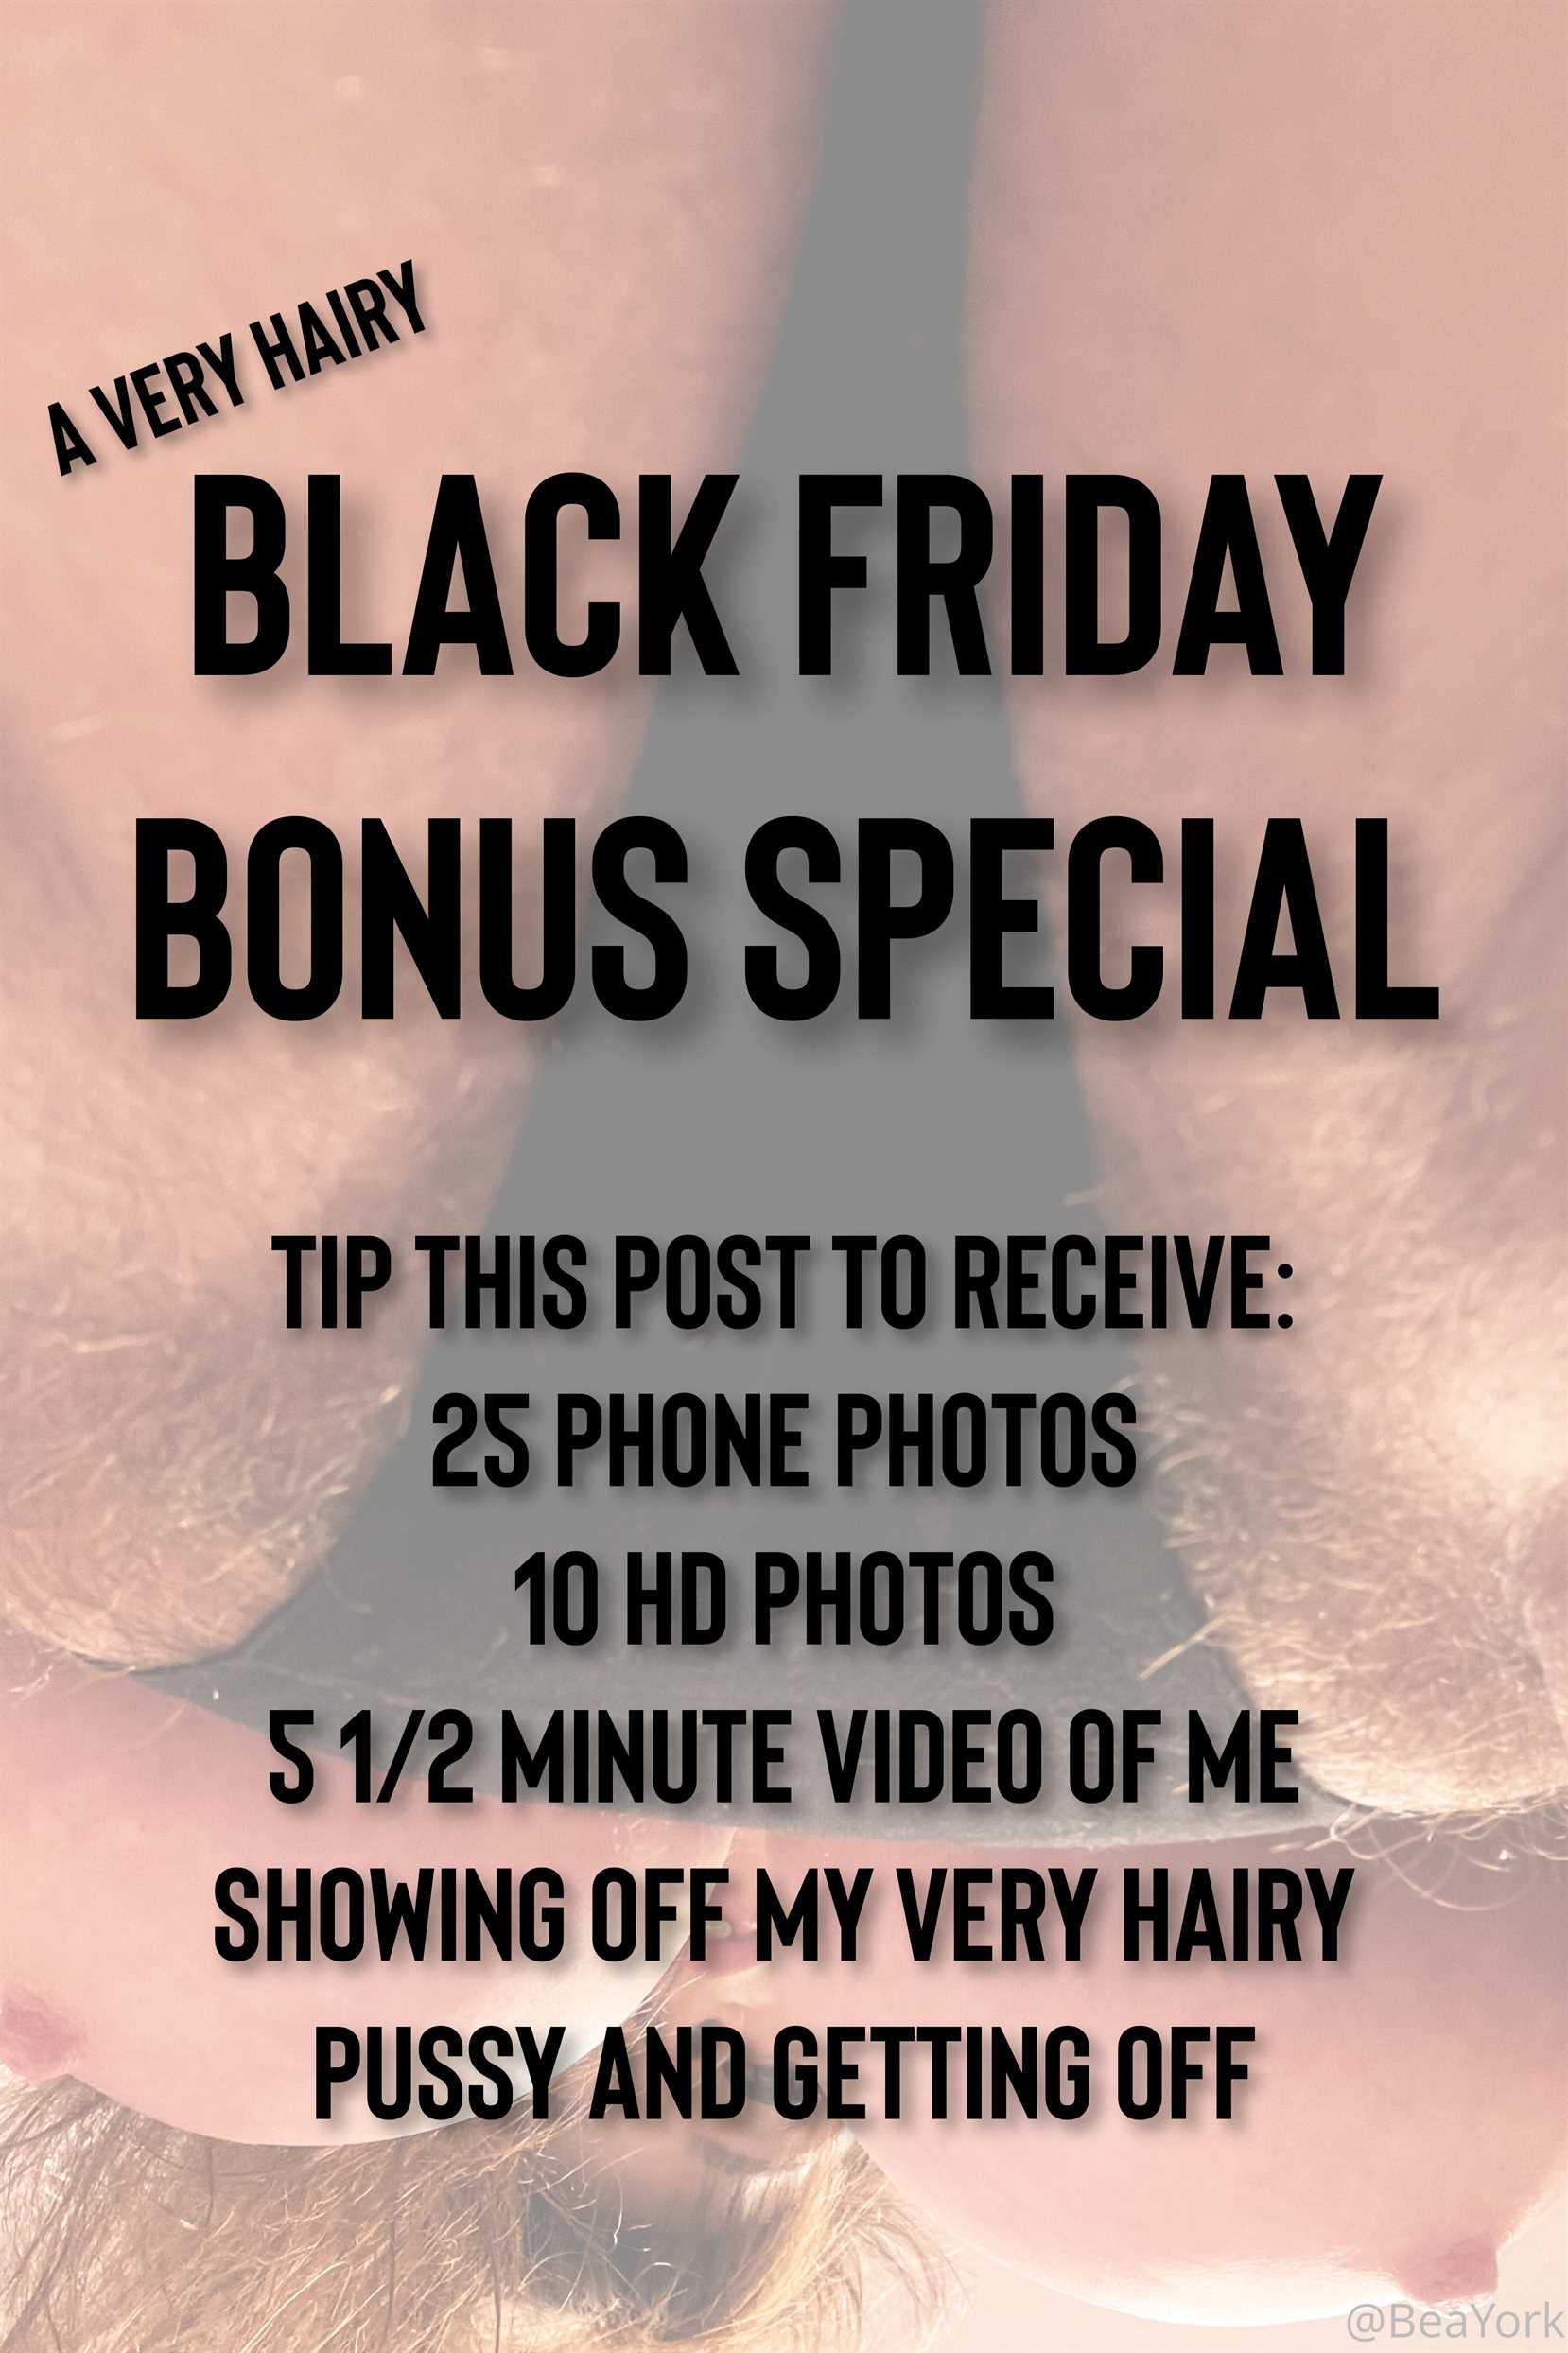 A VERY HAIRY
BLACK FRIDAY
BONUS SPECIAL
TIP THIS POST TO RECEIVE:
25 PHONE PHOTOS
10 HD PHOTOS
5 1/2 MINUTE VIDEO OF ME
SHOWING OFF MY VERY HAIRY
PUSSY AND GETTING OFF
@BeaYork